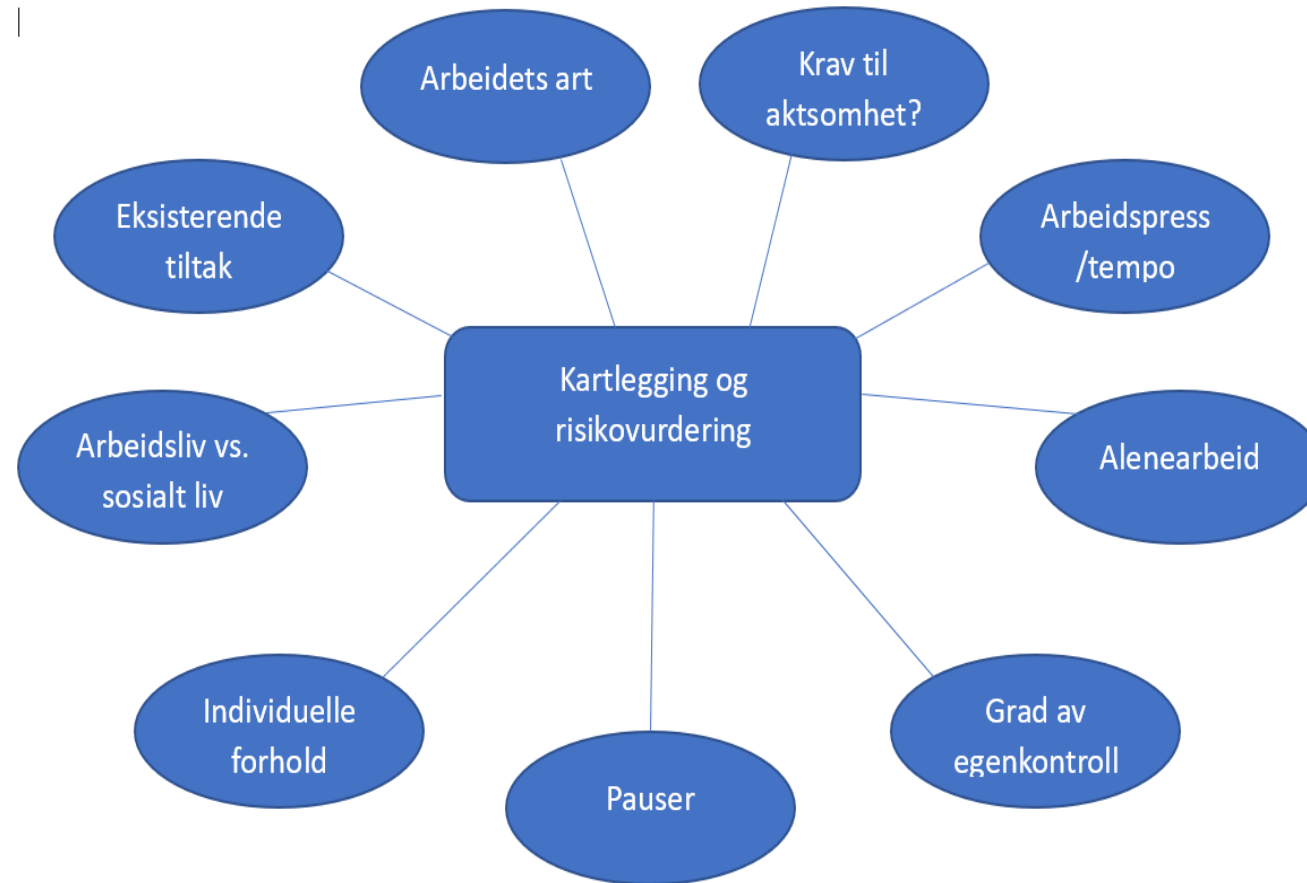 Arbeidets art
Krav til
aktsomhet?
Eksisterende
tiltak
Arbeidspress
/tempo
Kartlegging og
risikovurdering
Arbeidsliv vs.
sosialt liv
Alenearbeid
Individuelle
forhold
Grad av
egenkontroll
Pauser